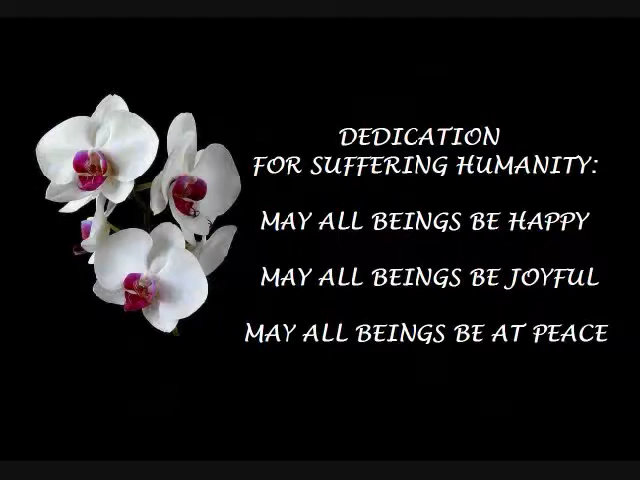 DEDICATION
FOR SUFFERING HUMANITY:
MAY ALL BEINGS BE HAPPY
MAY ALL BEINGS BE JOYFUL
MAY ALL BEINGS BE AT PEACE